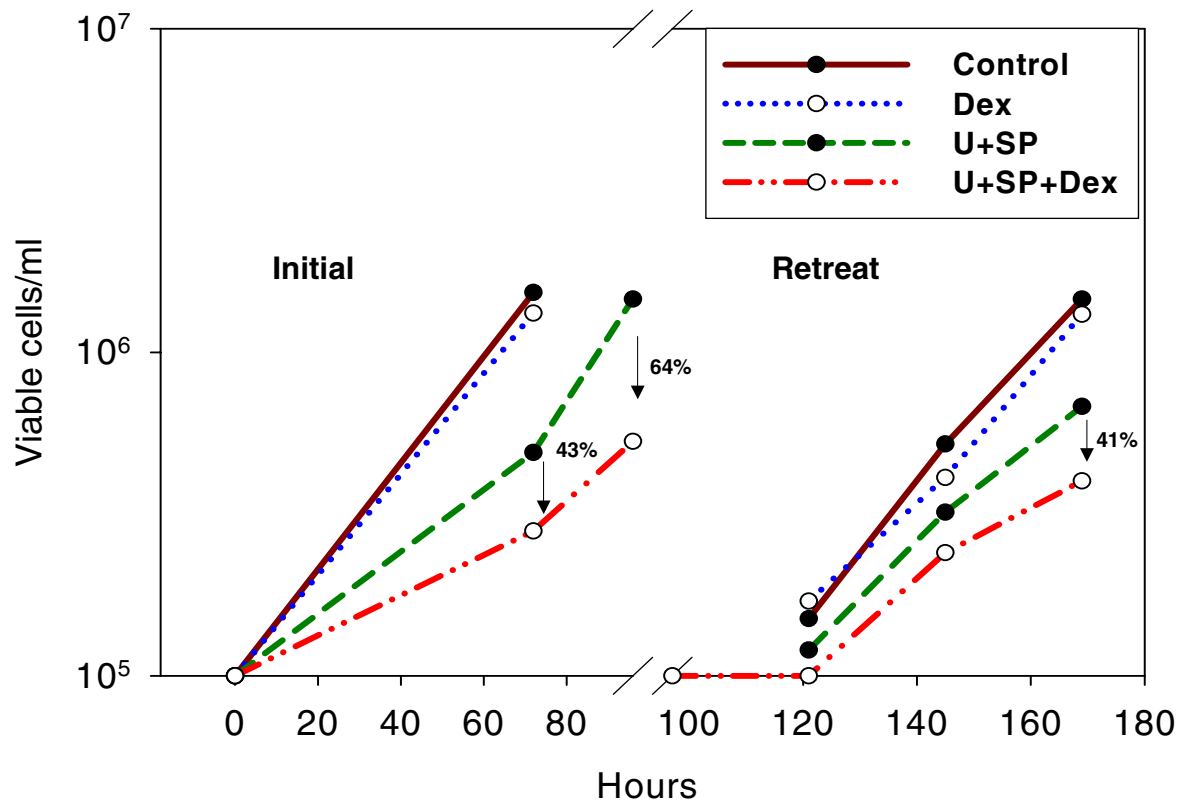 10⁷
Control
Dex
U+SP
U+SP+Dex
Initial
Retreat
Viable cells/ml
10⁶
64%
43%
41%
10⁵
0 20 40 60 80 100 120 140 160 180
Hours